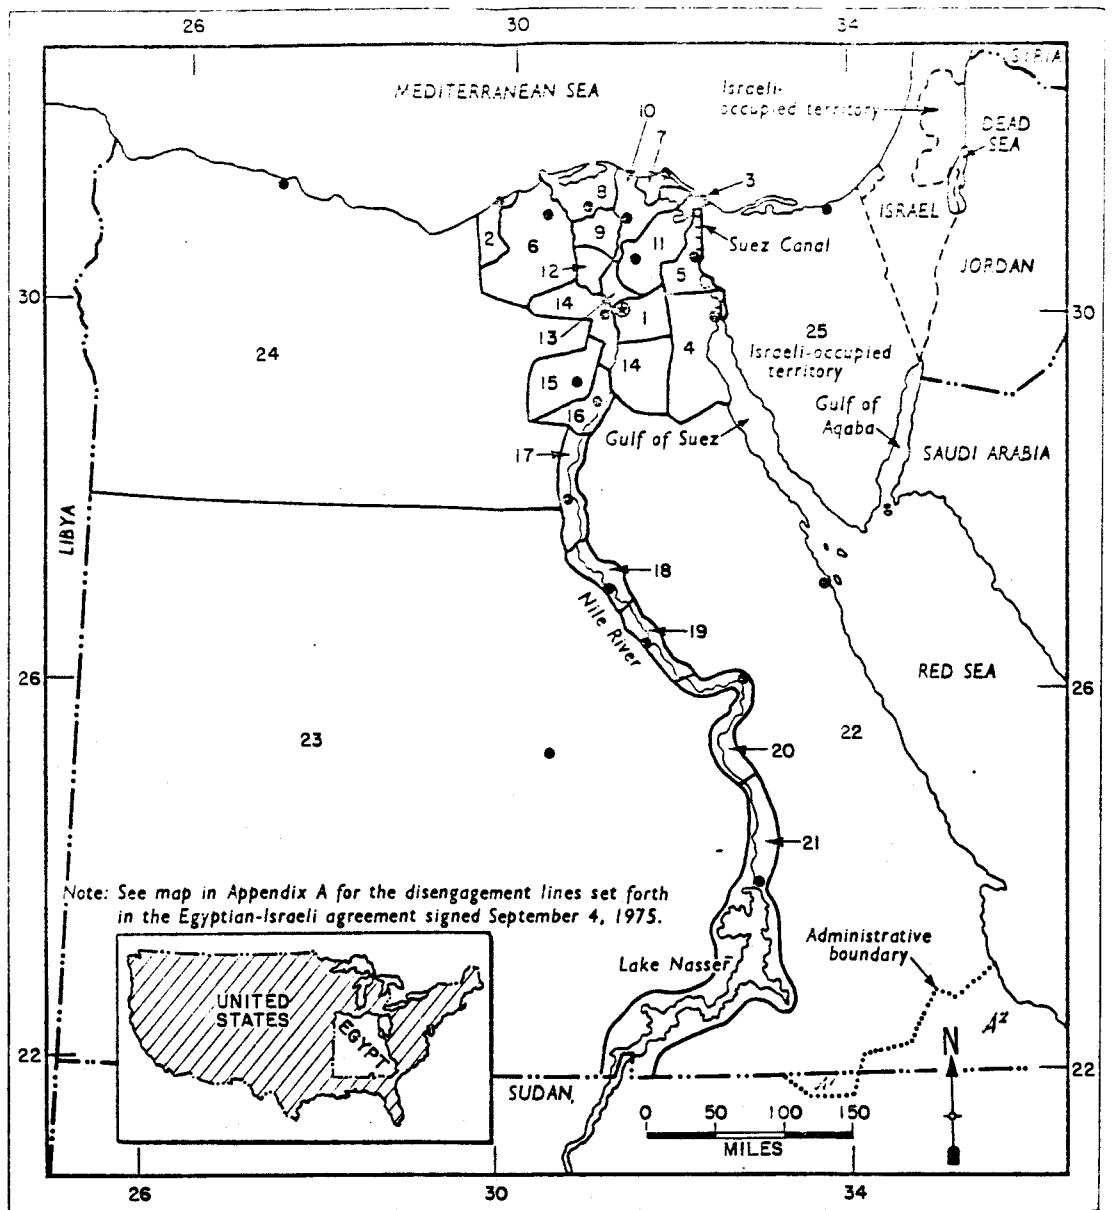 26
30
34
SYRIA
MEDITERRANEAN SEA
Israeli-
occupied territory
10
7
DEAD
SEA
3
8
ISRAEL
2
6
9
11
Suez Canal
12
5
JORDAN
30
14
1
30
13
4
25
Israeli-occupied
territory
24
15
14
16
Gulf of Suez
Gulf of
Aqaba
17
SAUDI ARABIA
LIBYA
18
Nile River
19
26
RED SEA
26
23
22
20
21
Note: See map in Appendix A for the disengagement lines set forth
in the Egyptian-Israeli agreement signed September 4, 1975.
Administrative
boundary
Lake Nasser
UNITED
STATES
EGYPT
A²
N
22
22
SUDAN
A¹
0 50 100 150
MILES
26
30
34